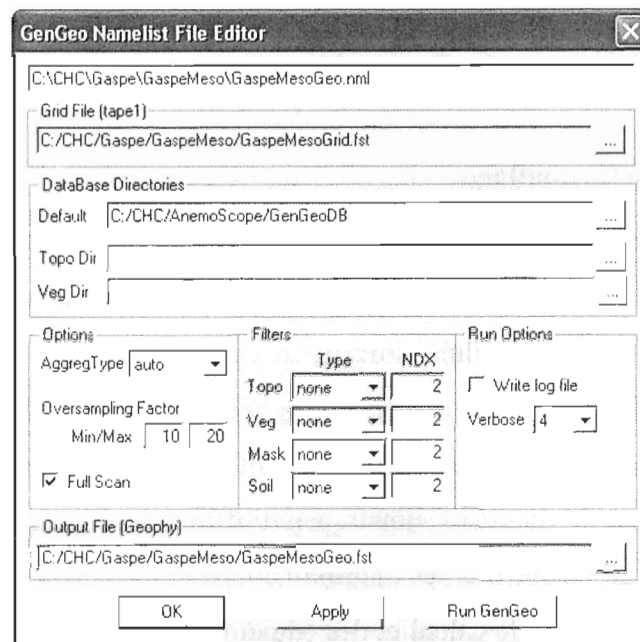 GenGeo Namelist File Editor
C:\CHC\Gaspe\GaspeMeso\GaspeMesoGeo.nml
Grid File (tape1)
C:/CHC/Gaspe/GaspeMeso/GaspeMesoGrid.fst ...
DataBase Directories
Default C:/CHC/AnemoScope/GenGeoDB ...
Topo Dir ...
Veg Dir ...
Options
AggregType auto
Oversampling Factor
Min/Max 10 20
Full Scan
Filters
Type NDX
Topo none 2
Veg none 2
Mask none 2
Soil none 2
Run Options
Write log file
Verbose 4
Output File (Geophy)
C:/CHC/Gaspe/GaspeMeso/GaspeMesoGeo.fst ...
OK Apply Run GenGeo